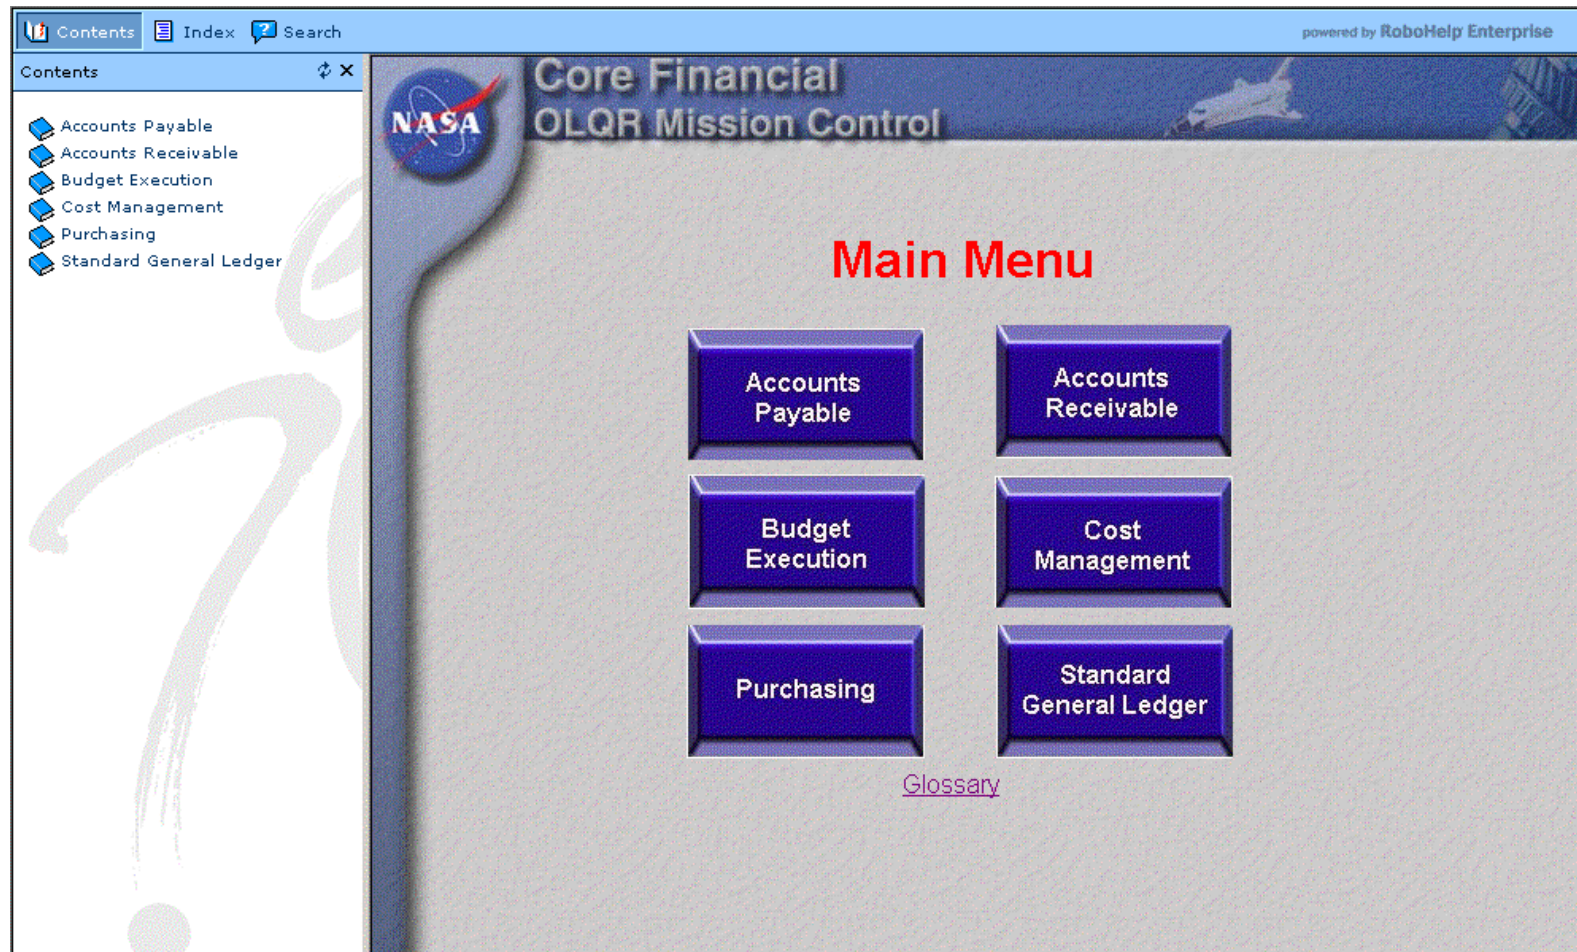 Contents Index Search powered by RoboHelp Enterprise
Contents
Accounts Payable
Accounts Receivable
Budget Execution
Cost Management
Purchasing
Standard General Ledger
NASA
Core Financial
OLQR Mission Control
Main Menu
Accounts
Payable
Accounts
Receivable
Budget
Execution
Cost
Management
Purchasing
Standard
General Ledger
Glossary